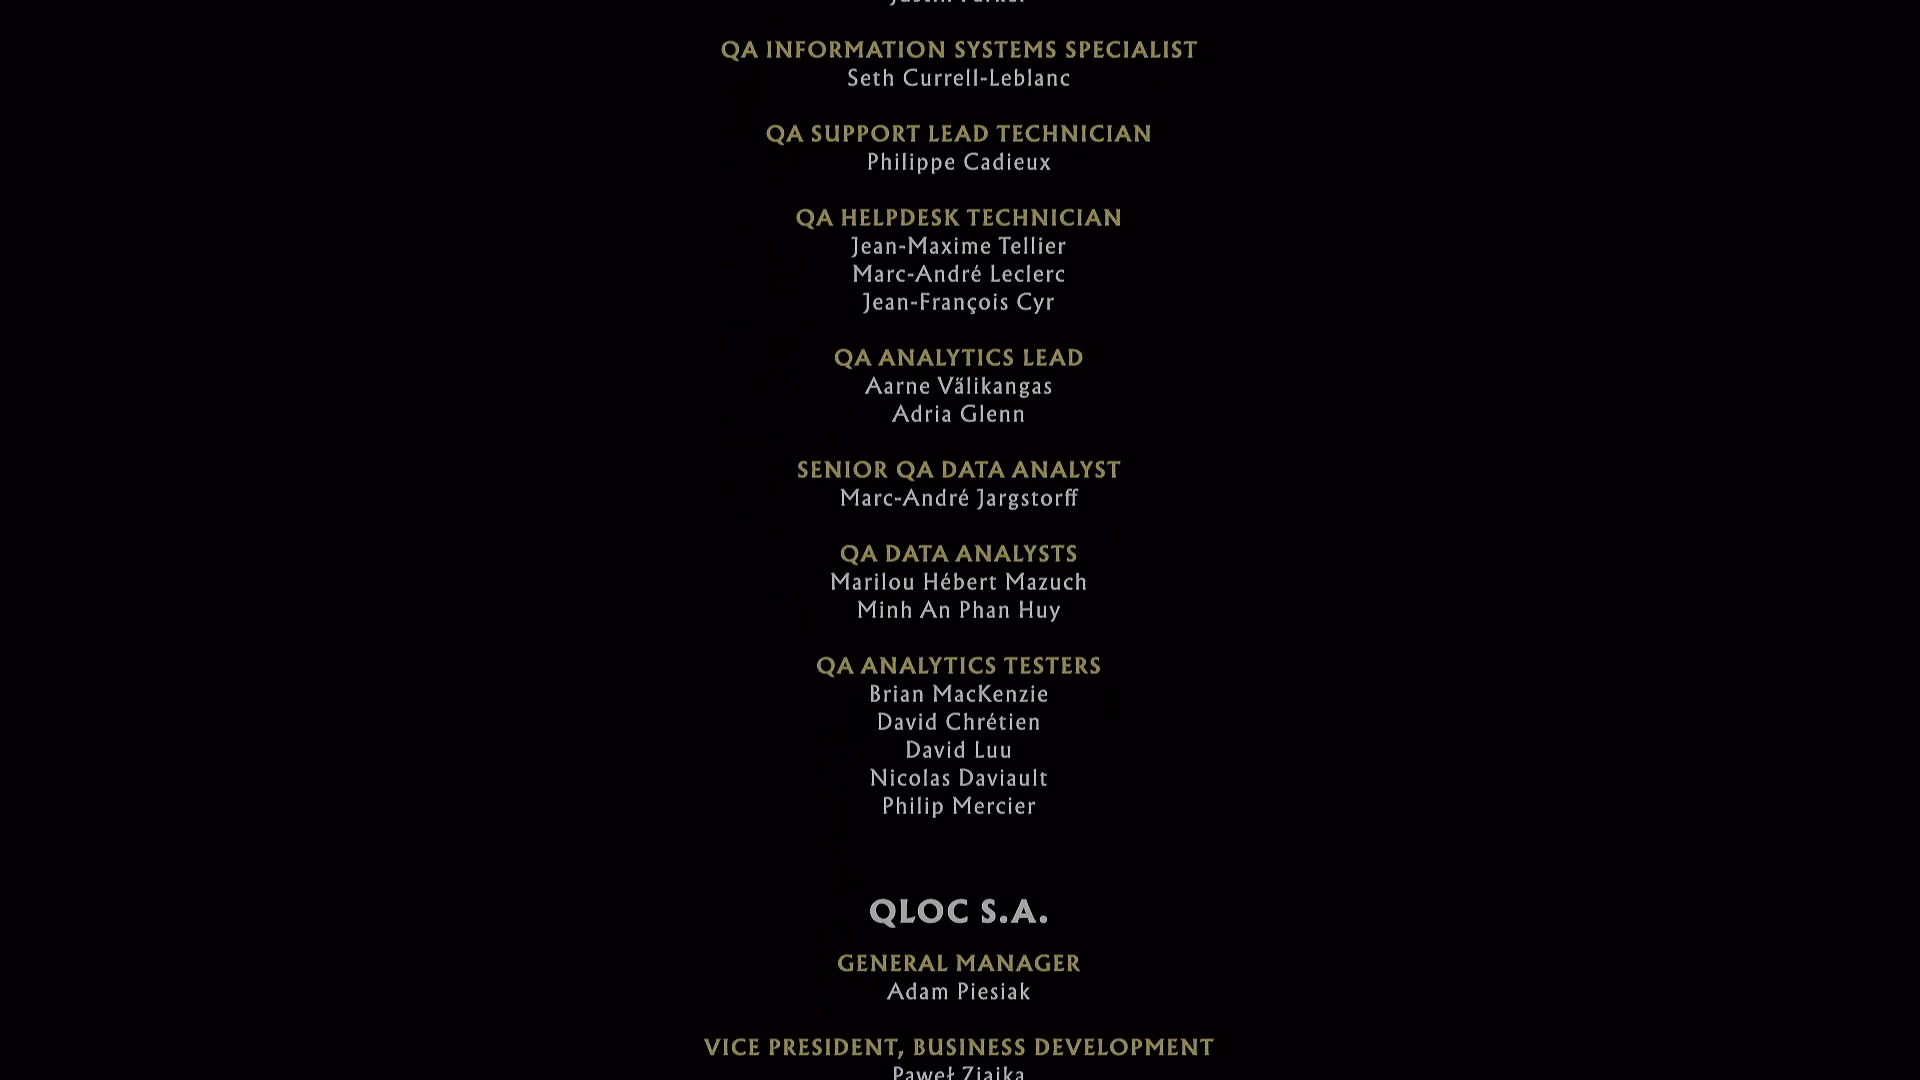 Justin Parker
QA INFORMATION SYSTEMS SPECIALIST
Seth Currell-Leblanc
QA SUPPORT LEAD TECHNICIAN
Philippe Cadieux
QA HELPDESK TECHNICIAN
Jean-Maxime Tellier
Marc-André Leclerc
Jean-François Cyr
QA ANALYTICS LEAD
Aarne Välikangas
Adria Glenn
SENIOR QA DATA ANALYST
Marc-André Jargstorff
QA DATA ANALYSTS
Marilou Hébert Mazuch
Minh An Phan Huy
QA ANALYTICS TESTERS
Brian MacKenzie
David Chrétien
David Luu
Nicolas Daviault
Philip Mercier
QLOC S.A.
GENERAL MANAGER
Adam Piesiak
VICE PRESIDENT, BUSINESS DEVELOPMENT
Paweł Ziajka